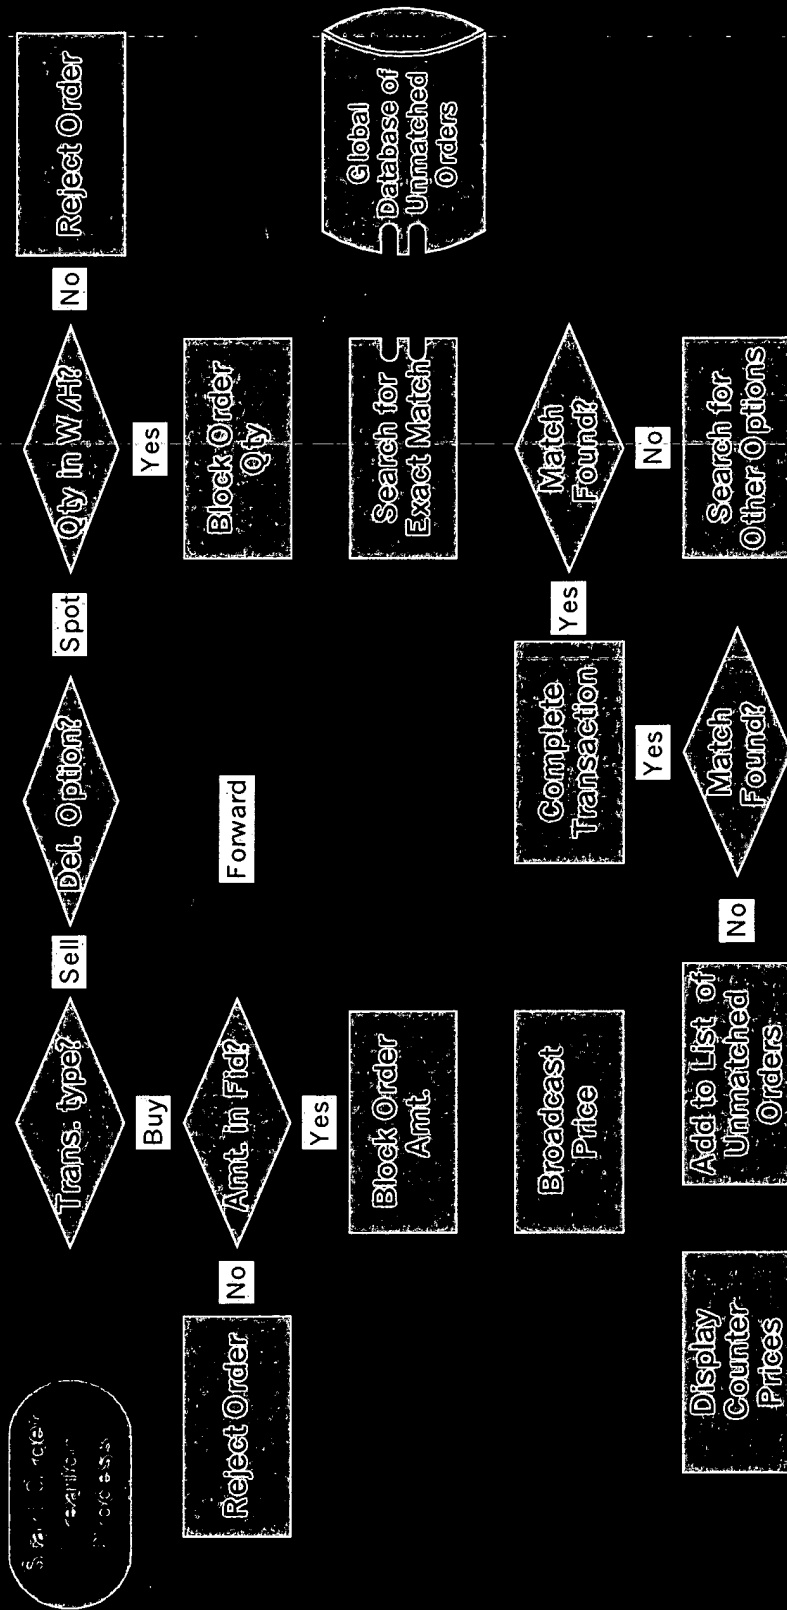 Trans. type?
Sell
Del. Option?
Spot
Qty in W/H?
No
Reject Order
Buy
Yes
Reject Order
No
Amt. in Fld?
Forward
Block Order
Qty
Yes
Block Order
Amt.
Search for
Exact Match
Global
Database of
Unmatched
Orders
Broadcast
Price
Complete
Transaction
Yes
Match
Found?
Yes
No
Display
Counter
Prices
Add to List of
Unmatched
Orders
No
Match
Found?
Search for
Other Options